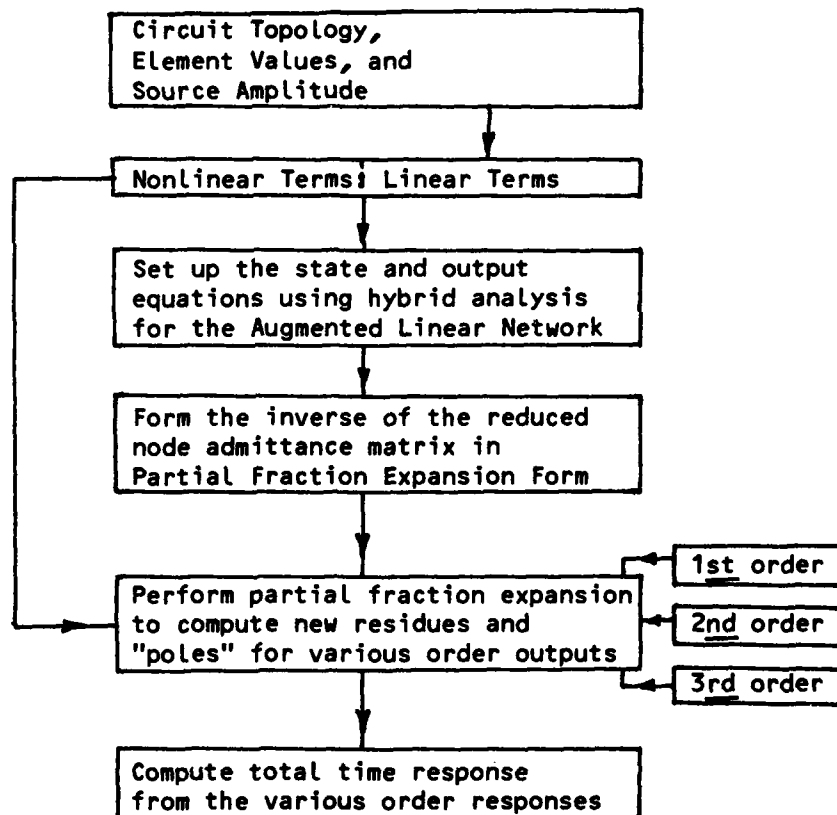 Circuit Topology,
Element Values, and
Source Amplitude
Nonlinear Terms: Linear Terms
Set up the state and output
equations using hybrid analysis
for the Augmented Linear Network
Form the inverse of the reduced
node admittance matrix in
Partial Fraction Expansion Form
Perform partial fraction expansion
to compute new residues and
"poles" for various order outputs
1st order
2nd order
3rd order
Compute total time response
from the various order responses